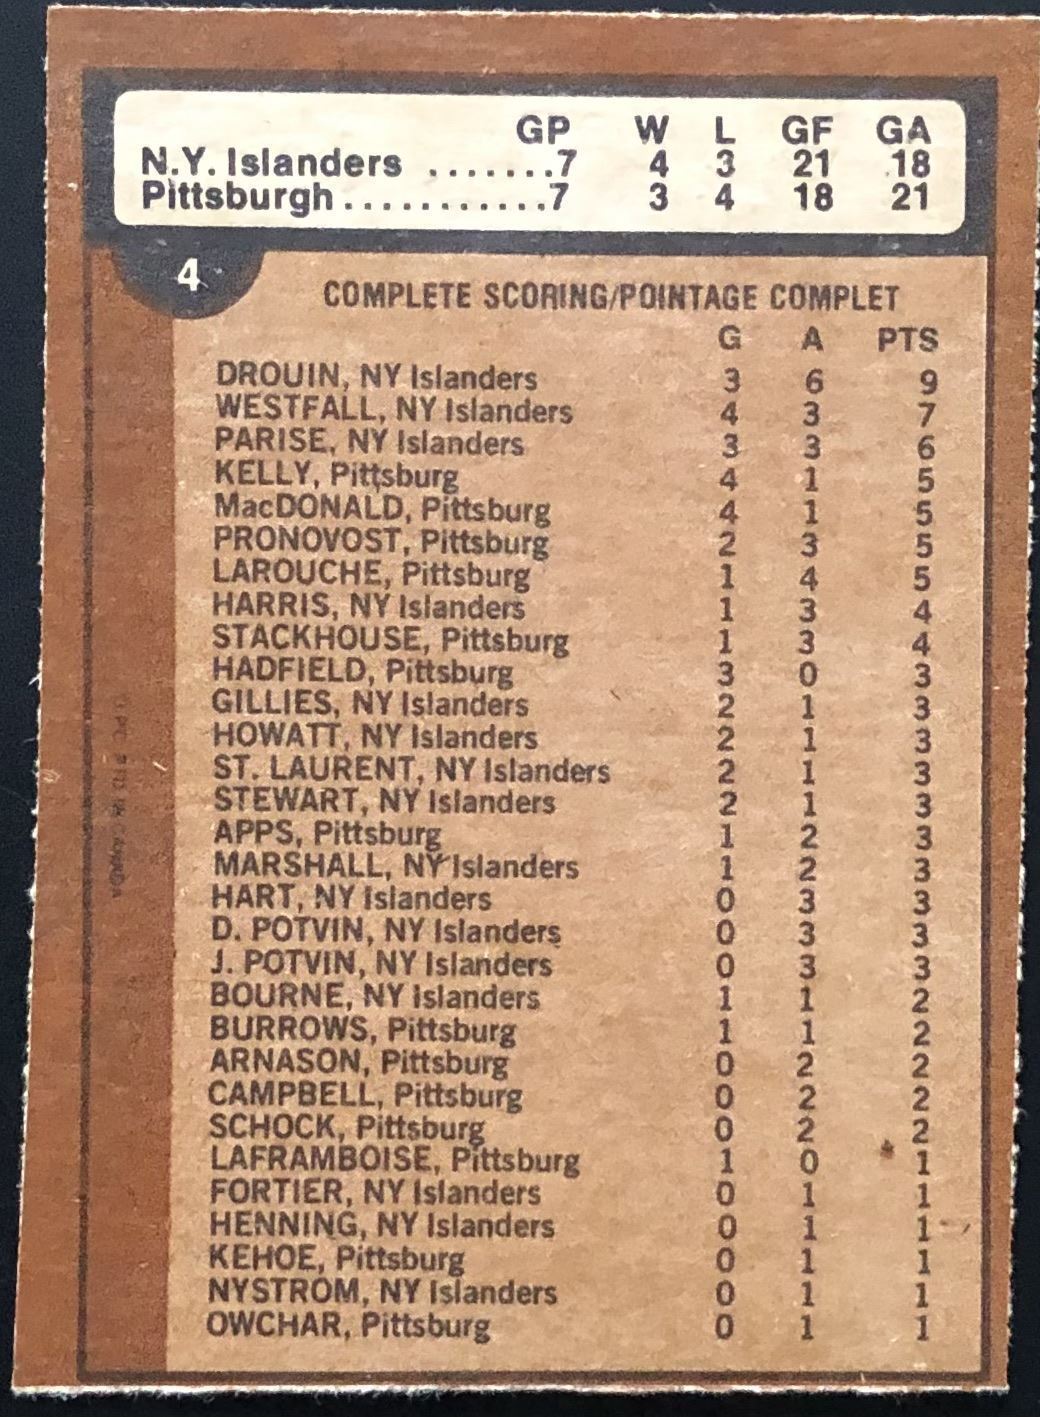 GP W L GF GA
N.Y. Islanders .......7 4 3 21 18
Pittsburgh...........7 3 4 18 21
4
COMPLETE SCORING/POINTAGE COMPLET
G A PTS
DROUIN, NY Islanders 3 6 9
WESTFALL, NY Islanders 4 3 7
PARISE, NY Islanders 3 3 6
KELLY, Pittsburg 4 1 5
MacDONALD, Pittsburg 4 1 5
PRONOVOST, Pittsburg 2 3 5
LAROUCHE, Pittsburg 1 4 5
HARRIS, NY Islanders 1 3 4
STACKHOUSE, Pittsburg 1 3 4
HADFIELD, Pittsburg 3 0 3
GILLIES, NY Islanders 2 1 3
HOWATT, NY Islanders 2 1 3
ST. LAURENT, NY Islanders 2 1 3
STEWART, NY Islanders 2 1 3
APPS, Pittsburg 1 2 3
MARSHALL, NY Islanders 1 2 3
HART, NY Islanders 0 3 3
D. POTVIN, NY Islanders 0 3 3
J. POTVIN, NY Islanders 0 3 3
BOURNE, NY Islanders 1 1 2
BURROWS, Pittsburg 1 1 2
ARNASON, Pittsburg 0 2 2
CAMPBELL, Pittsburg 0 2 2
SCHOCK, Pittsburg 0 2 2
LAFRAMBOISE, Pittsburg 1 0 1
FORTIER, NY Islanders 0 1 1
HENNING, NY Islanders 0 1 1
KEHOE, Pittsburg 0 1 1
NYSTROM, NY Islanders 0 1 1
OWCHAR, Pittsburg 0 1 1